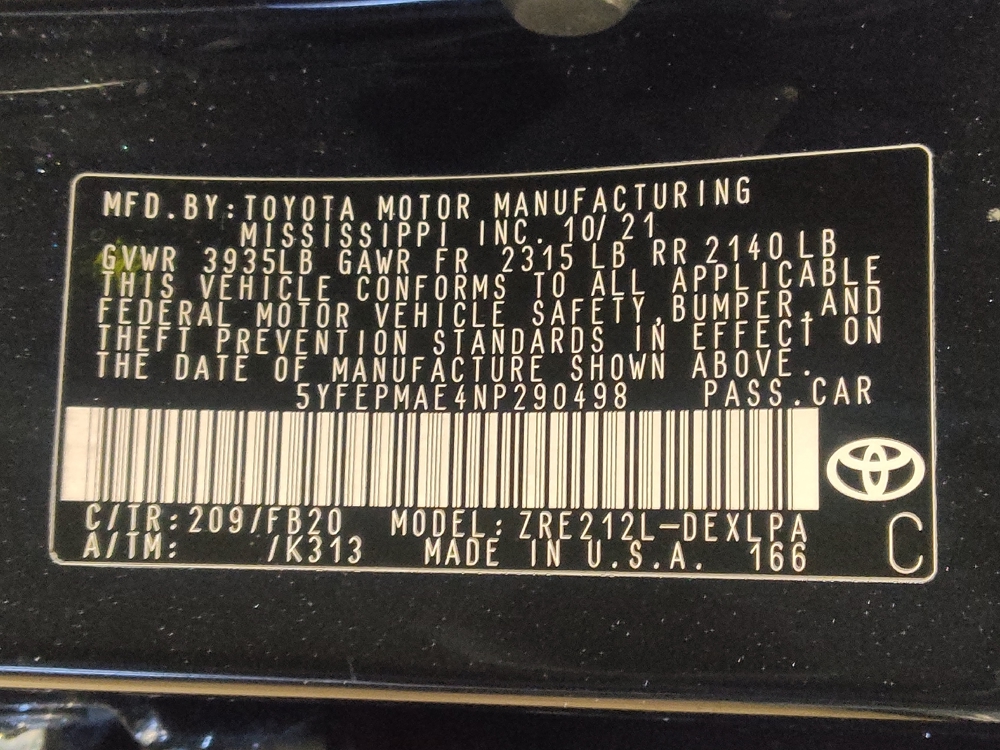 MFD.BY:TOYOTA MOTOR MANUFACTURING
MISSISSIPPI INC. 10/21
GVWR 3935LB GAWR FR 2315 LB RR 2140 LB
THIS VEHICLE CONFORMS TO ALL APPLICABLE
FEDERAL MOTOR VEHICLE SAFETY,BUMPER,AND
THEFT PREVENTION STANDARDS IN EFFECT ON
THE DATE OF MANUFACTURE SHOWN ABOVE.
5YFEPMAE4NP290498 PASS.CAR
C/TR:209/FB20 MODEL:ZRE212L-DEXLPA
A/TM: /K313 MADE IN U.S.A. 166
C